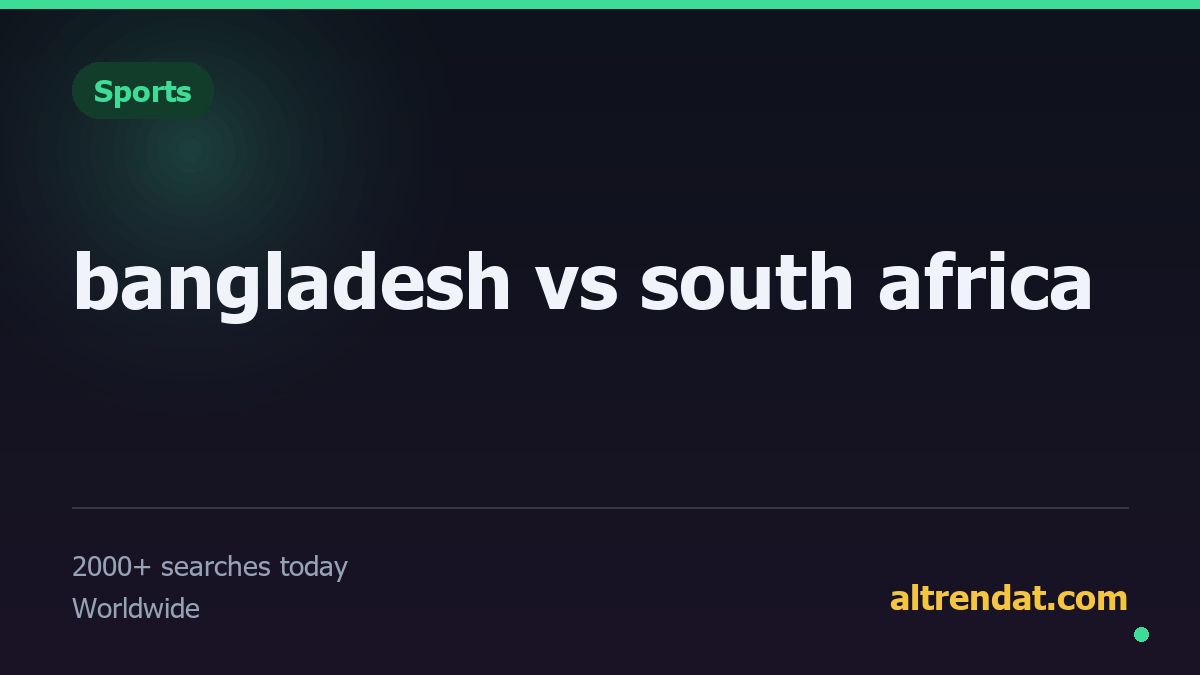 Sports
bangladesh vs south africa
2000+ searches today
Worldwide
altrendat.com